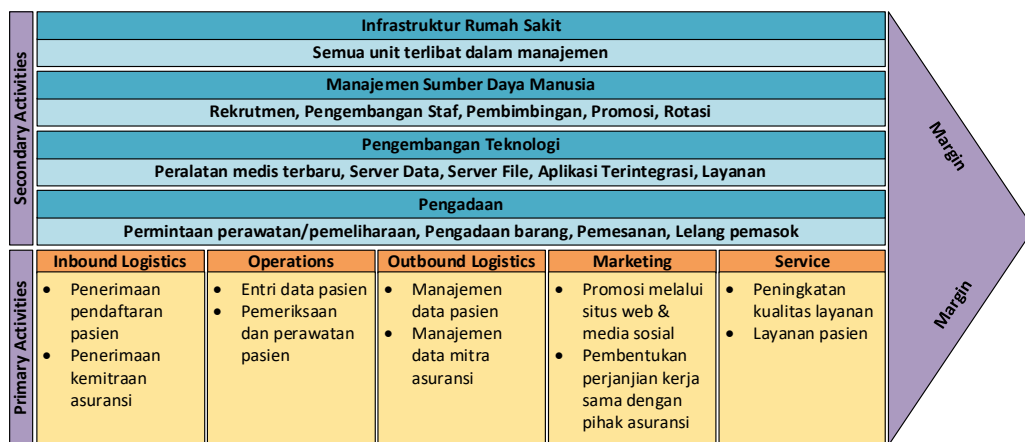 Secondary Activities
Infrastruktur Rumah Sakit
Semua unit terlibat dalam manajemen
Manajemen Sumber Daya Manusia
Rekrutmen, Pengembangan Staf, Pembimbingan, Promosi, Rotasi
Pengembangan Teknologi
Peralatan medis terbaru, Server Data, Server File, Aplikasi Terintegrasi, Layanan
Pengadaan
Permintaan perawatan/pemeliharaan, Pengadaan barang, Pemesanan, Lelang pemasok
Primary Activities
Inbound Logistics
• Penerimaan
pendaftaran
pasien
• Penerimaan
kemitraan
asuransi
Operations
• Entri data pasien
• Pemeriksaan
dan perawatan
pasien
Outbound Logistics
• Manajemen
data pasien
• Manajemen
data mitra
asuransi
Marketing
• Promosi melalui
situs web &
media sosial
• Pembentukan
perjanjian kerja
sama dengan
pihak asuransi
Service
• Peningkatan
kualitas layanan
• Layanan pasien
Margin
Margin